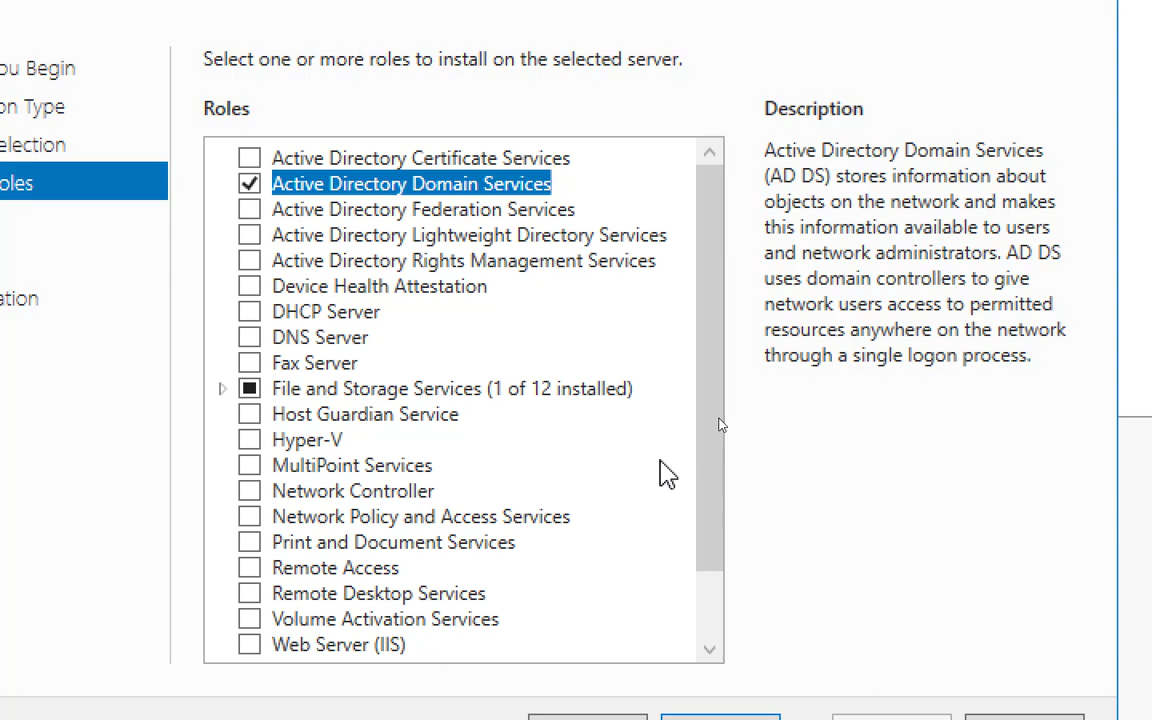 Select one or more roles to install on the selected server.
ou Begin
on Type
election
oles
ation
Roles
Active Directory Certificate Services
Active Directory Domain Services
Active Directory Federation Services
Active Directory Lightweight Directory Services
Active Directory Rights Management Services
Device Health Attestation
DHCP Server
DNS Server
Fax Server
File and Storage Services (1 of 12 installed)
Host Guardian Service
Hyper-V
MultiPoint Services
Network Controller
Network Policy and Access Services
Print and Document Services
Remote Access
Remote Desktop Services
Volume Activation Services
Web Server (IIS)
Description
Active Directory Domain Services
(AD DS) stores information about
objects on the network and makes
this information available to users
and network administrators. AD DS
uses domain controllers to give
network users access to permitted
resources anywhere on the network
through a single logon process.